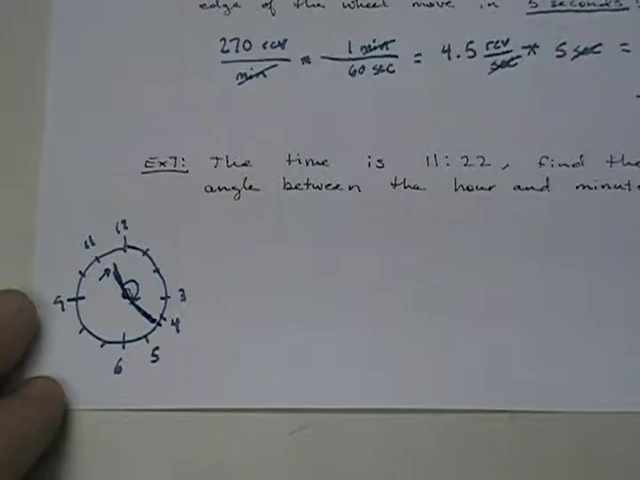 edge of the wheel move in 5 seconds
270 rev/min * 1 min/60 sec = 4.5 rev/sec * 5 sec =
Ex7: The time is 11:22, find the
angle between the hour and minute
12
11
9
3
4
5
6